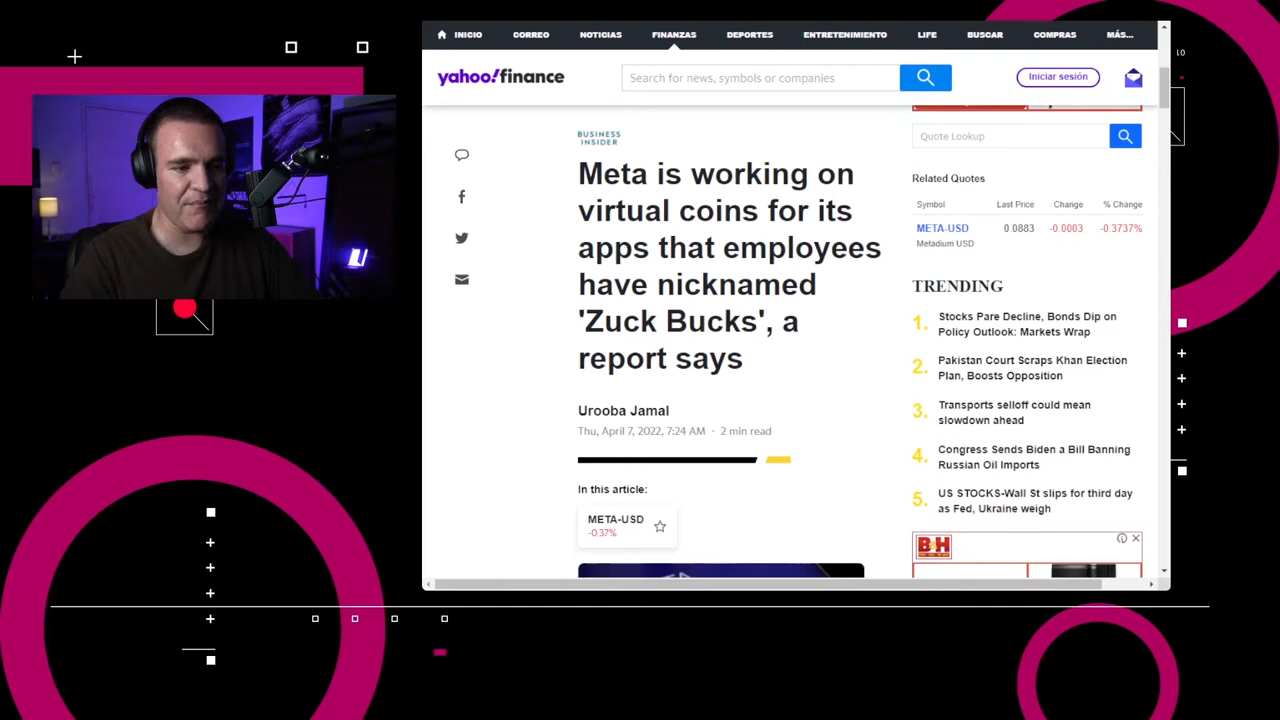 INICIO CORREO NOTICIAS FINANZAS DEPORTES ENTRETENIMIENTO LIFE BUSCAR COMPRAS MÁS...
yahoo!finance
Search for news, symbols or companies
Iniciar sesión
BUSINESS
INSIDER
Meta is working on
virtual coins for its
apps that employees
have nicknamed
'Zuck Bucks', a
report says
Urooba Jamal
Thu, April 7, 2022, 7:24 AM · 2 min read
In this article:
META-USD
-0.37%
Quote Lookup
Related Quotes
Symbol Last Price Change % Change
META-USD 0.0883 -0.0003 -0.3737%
Metadium USD
TRENDING
1. Stocks Pare Decline, Bonds Dip on
Policy Outlook: Markets Wrap
2. Pakistan Court Scraps Khan Election
Plan, Boosts Opposition
3. Transports selloff could mean
slowdown ahead
4. Congress Sends Biden a Bill Banning
Russian Oil Imports
5. US STOCKS-Wall St slips for third day
as Fed, Ukraine weigh
B&H
10